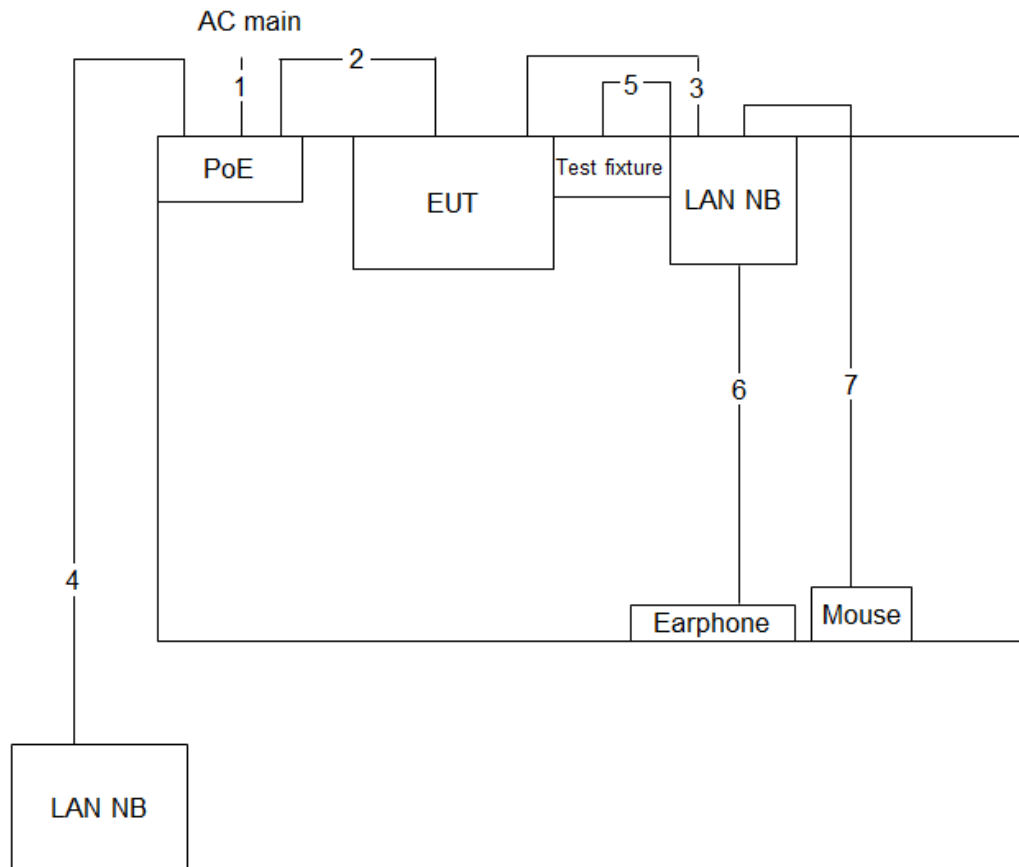 AC main
2
1
5
3
PoE
EUT
Test fixture
LAN NB
6
7
4
Earphone
Mouse
LAN NB